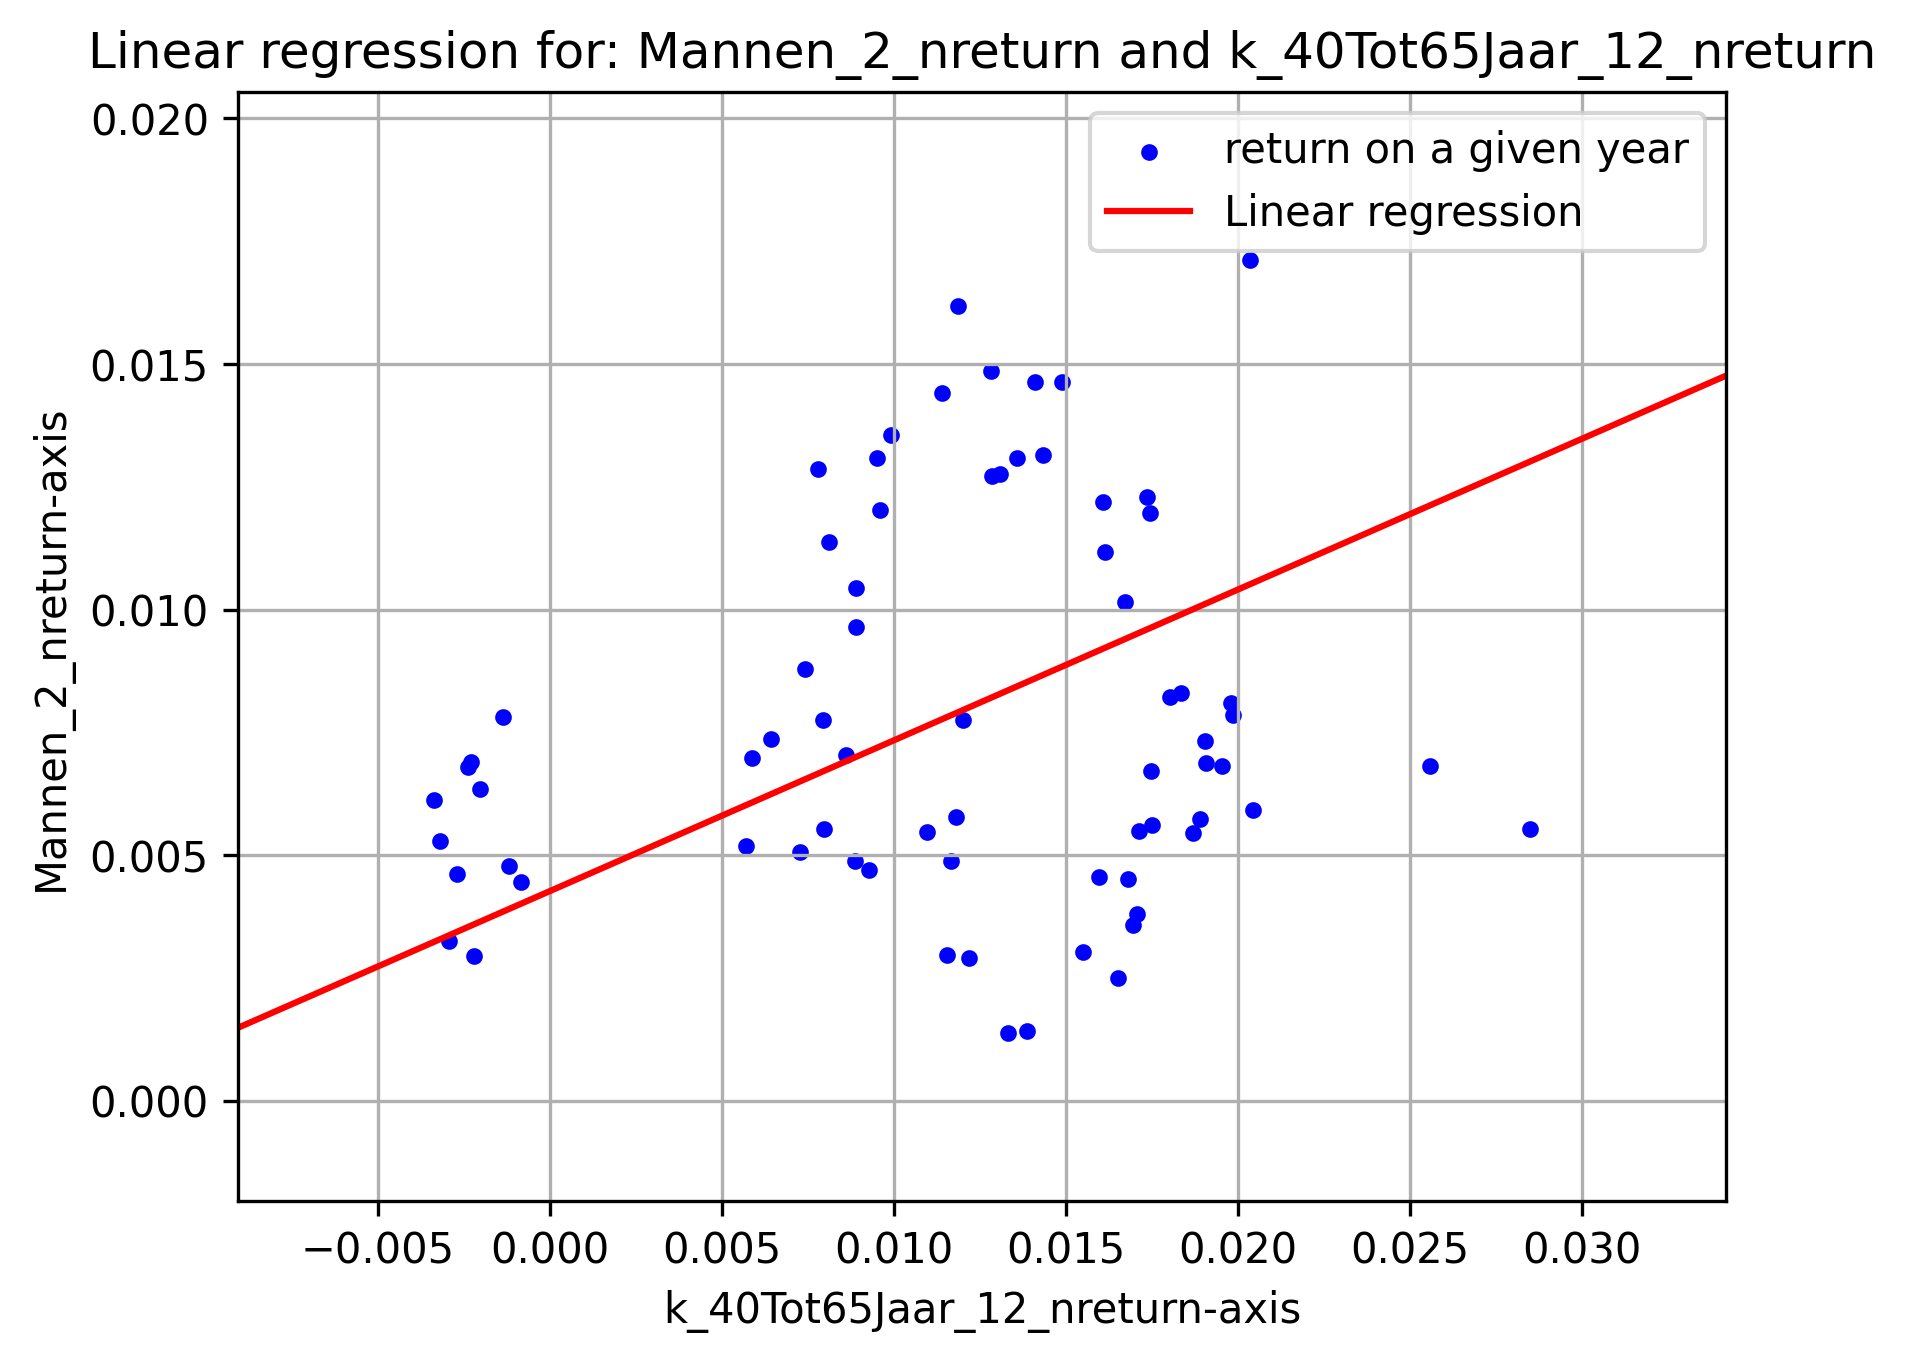 Linear regression for: Mannen_2_nreturn and k_40Tot65Jaar_12_nreturn
return on a given year
Linear regression
Mannen_2_nreturn-axis
0.020
0.015
0.010
0.005
0.000
−0.005 0.000 0.005 0.010 0.015 0.020 0.025 0.030
k_40Tot65Jaar_12_nreturn-axis